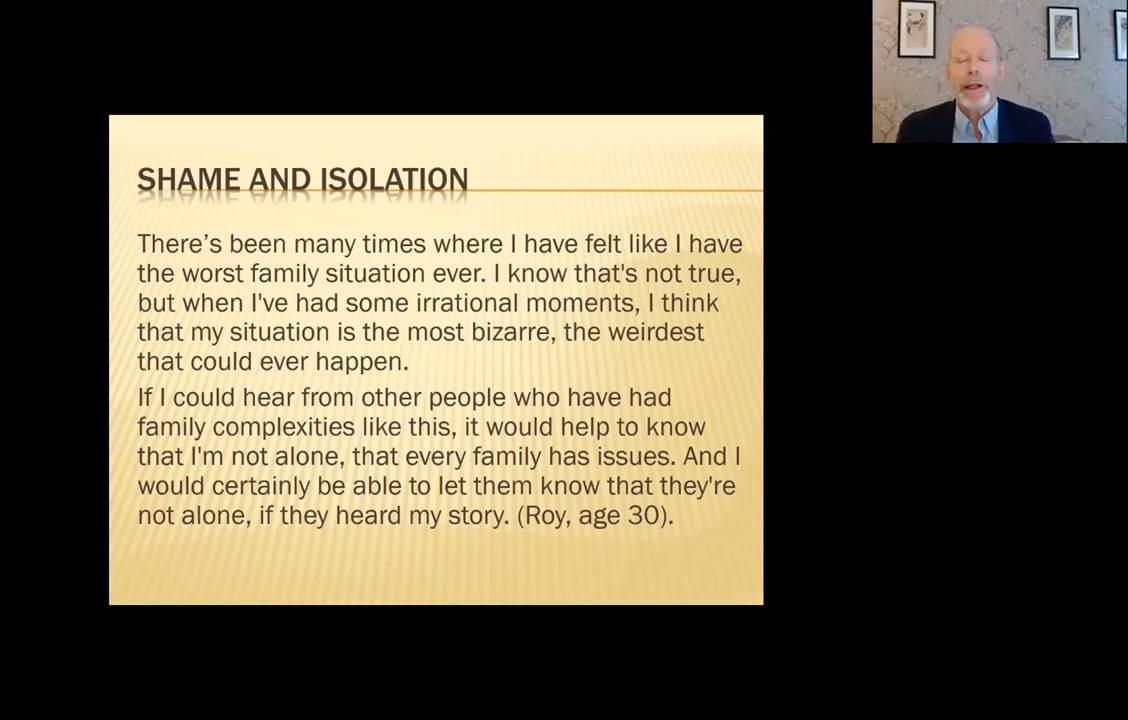 SHAME AND ISOLATION
There’s been many times where I have felt like I have
the worst family situation ever. I know that's not true,
but when I've had some irrational moments, I think
that my situation is the most bizarre, the weirdest
that could ever happen.
If I could hear from other people who have had
family complexities like this, it would help to know
that I'm not alone, that every family has issues. And I
would certainly be able to let them know that they're
not alone, if they heard my story. (Roy, age 30).